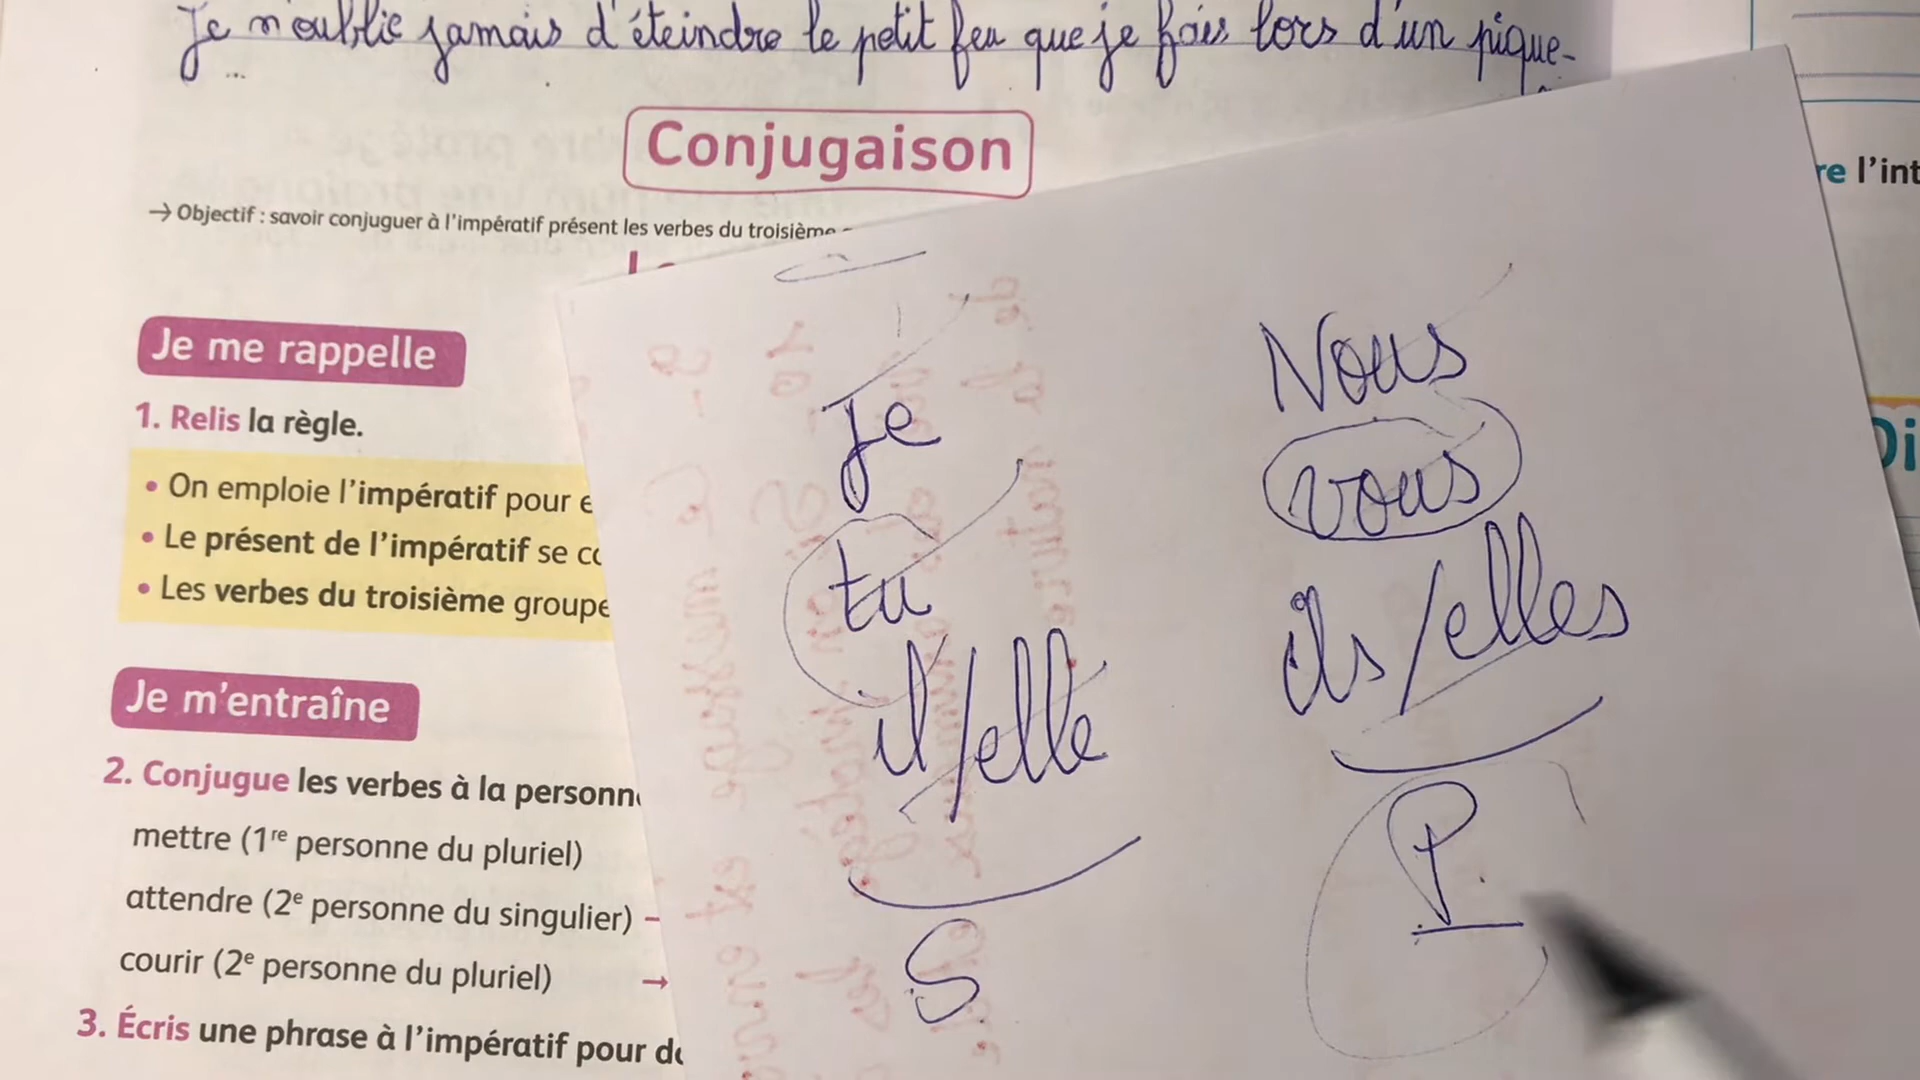 Je n'oublie jamais d'éteindre le petit feu que je fais lors d'un pique-
...
Conjugaison
→ Objectif : savoir conjuguer à l'impératif présent les verbes du troisième
Je me rappelle
1. Relis la règle.
• On emploie l'impératif pour e
• Le présent de l'impératif se co
• Les verbes du troisième groupe
Je m'entraîne
2. Conjugue les verbes à la personn
mettre (1re personne du pluriel)
attendre (2e personne du singulier) →
courir (2e personne du pluriel) →
3. Écris une phrase à l'impératif pour do
je
tu
il/elle
S
Nous
vous
ils/elles
P
re l'int
Di